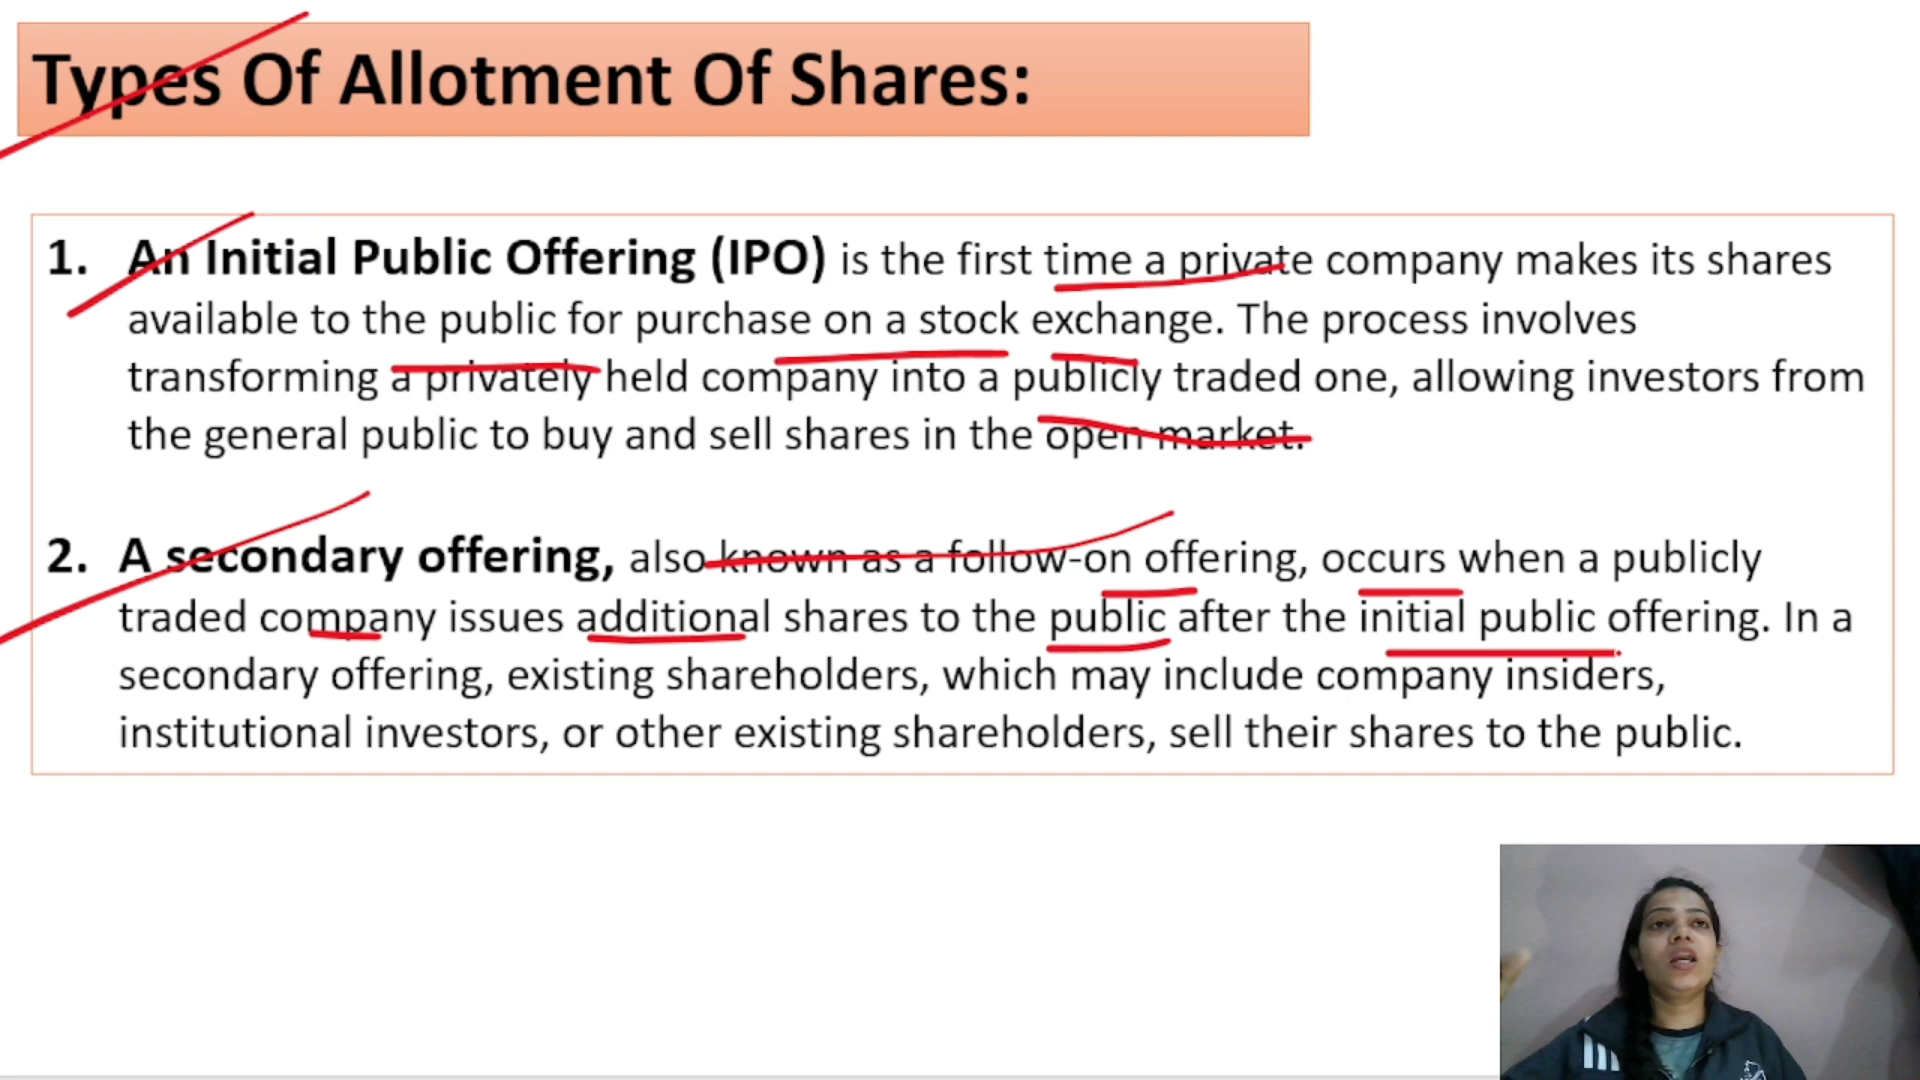 Types Of Allotment Of Shares:
1. An Initial Public Offering (IPO) is the first time a private company makes its shares
available to the public for purchase on a stock exchange. The process involves
transforming a privately held company into a publicly traded one, allowing investors from
the general public to buy and sell shares in the open market.
2. A secondary offering, also known as a follow-on offering, occurs when a publicly
traded company issues additional shares to the public after the initial public offering. In a
secondary offering, existing shareholders, which may include company insiders,
institutional investors, or other existing shareholders, sell their shares to the public.